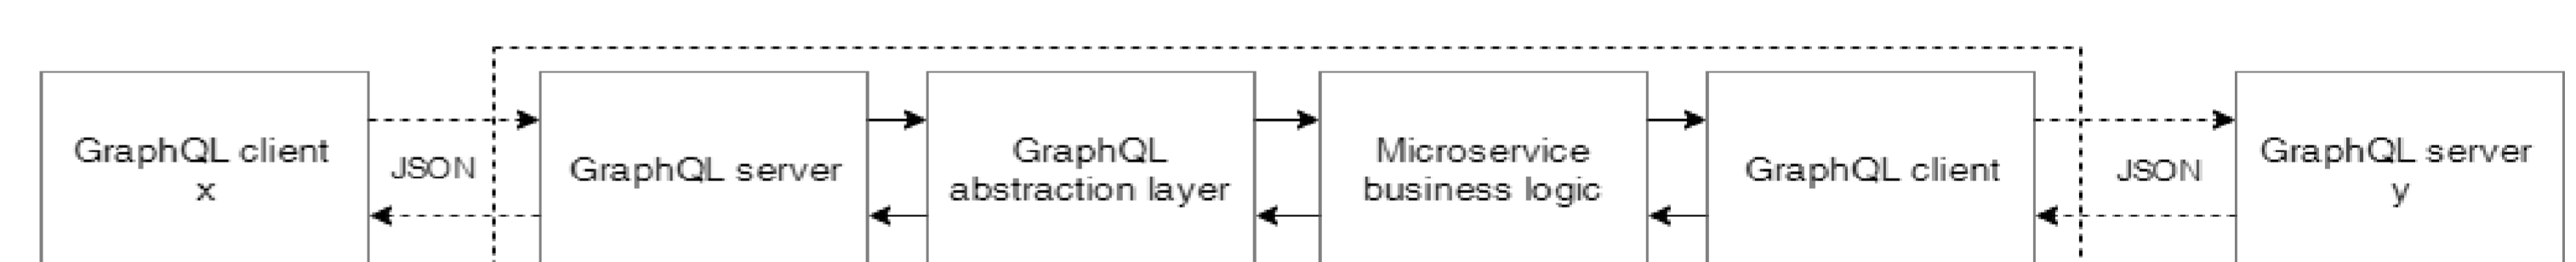 GraphQL client
x
JSON
GraphQL server
GraphQL
abstraction layer
Microservice
business logic
GraphQL client
JSON
GraphQL server
y